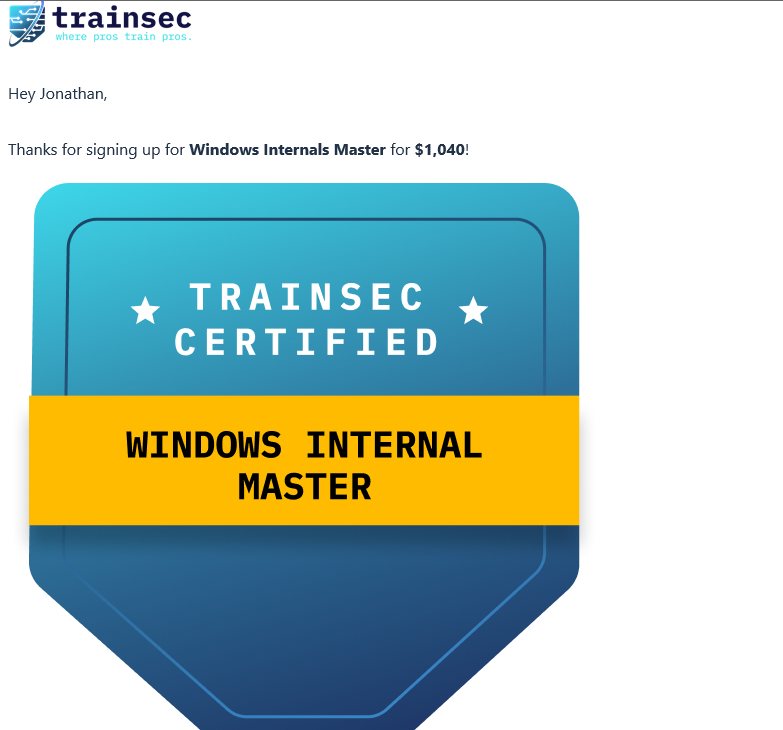 trainsec
where pros train pros.
Hey Jonathan,
Thanks for signing up for Windows Internals Master for $1,040!
TRAINSEC
CERTIFIED
WINDOWS INTERNAL
MASTER